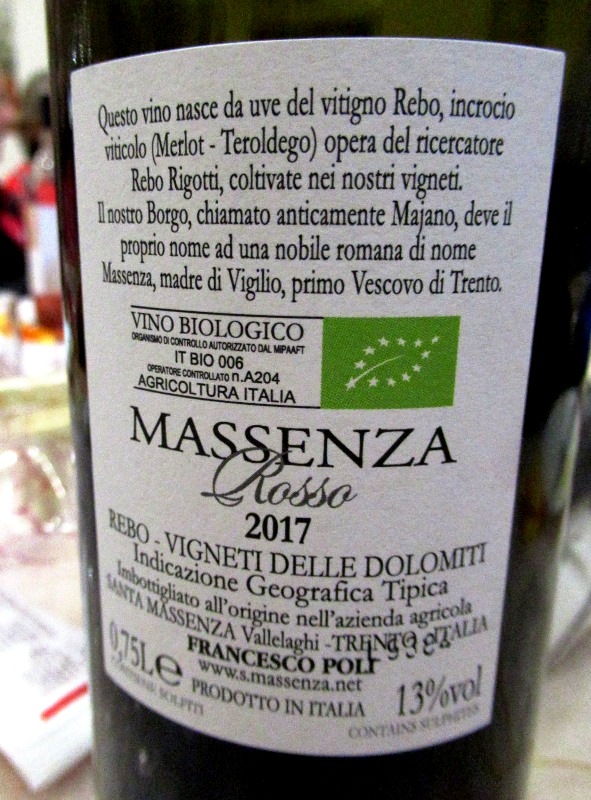 Questo vino nasce da uve del vitigno Rebo, incrocio
viticolo (Merlot - Teroldego) opera del ricercatore
Rebo Rigotti, coltivate nei nostri vigneti.
Il nostro Borgo, chiamato anticamente Majano, deve il
proprio nome ad una nobile romana di nome
Massenza, madre di Vigilio, primo Vescovo di Trento.
VINO BIOLOGICO
ORGANISMO DI CONTROLLO AUTORIZZATO DAL MIPAAFT
IT BIO 006
OPERATORE CONTROLLATO n.A204
AGRICOLTURA ITALIA
MASSENZA
Rosso
2017
REBO - VIGNETI DELLE DOLOMITI
Indicazione Geografica Tipica
Imbottigliato all'origine nell'azienda agricola
SANTA MASSENZA Vallelaghi - TRENTO - ITALIA
FRANCESCO POLI
0,75L e
www.s.massenza.net
13%vol
PRODOTTO IN ITALIA
SOLFITI
CONTAINS SULPHITES